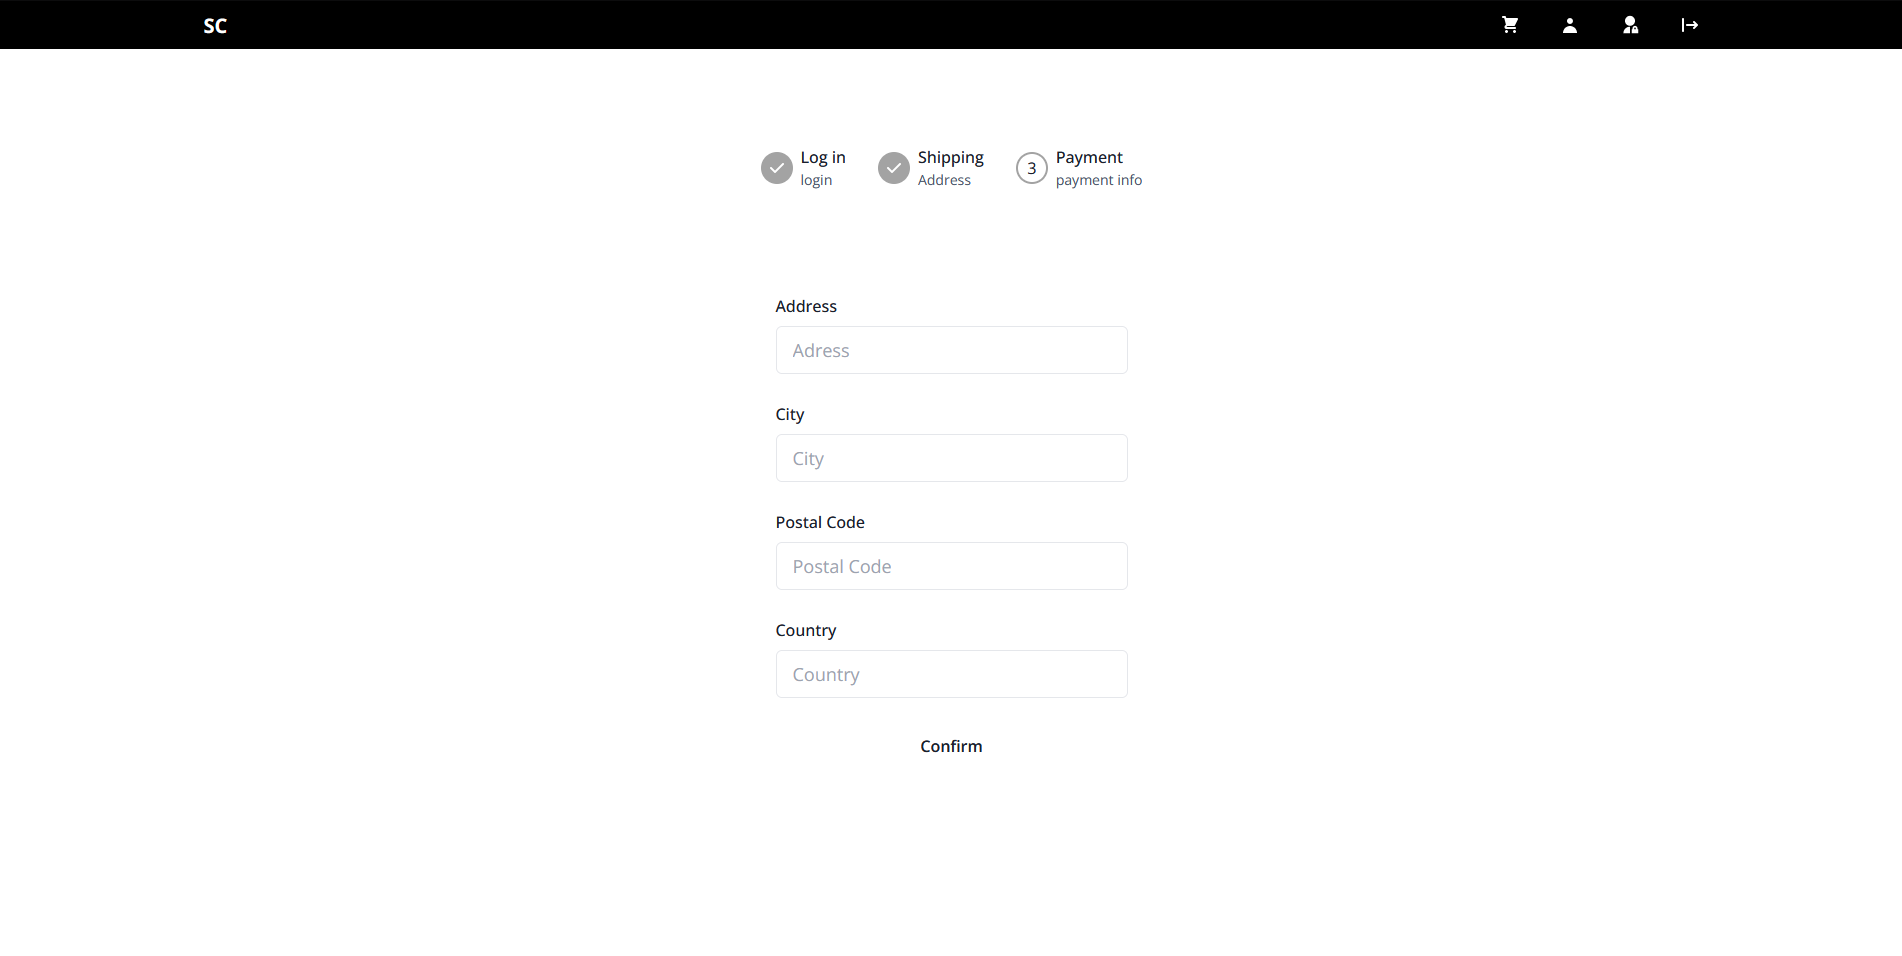 SC
Log in
login
Shipping
Address
3
Payment
payment info
Address
Adress
City
City
Postal Code
Postal Code
Country
Country
Confirm